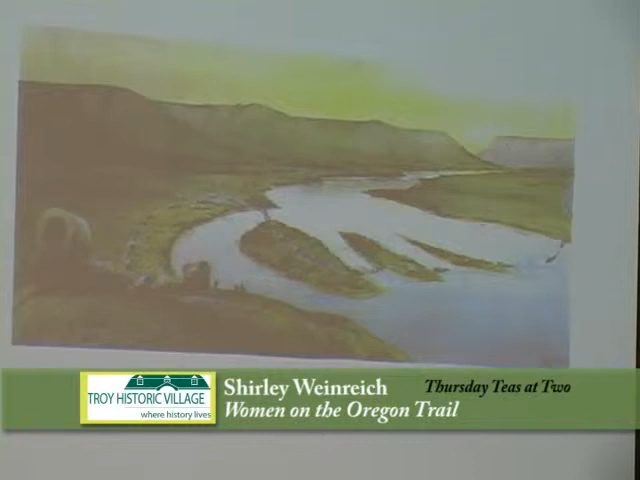 Shirley Weinreich
Thursday Teas at Two
TROY HISTORIC VILLAGE
where history lives
Women on the Oregon Trail